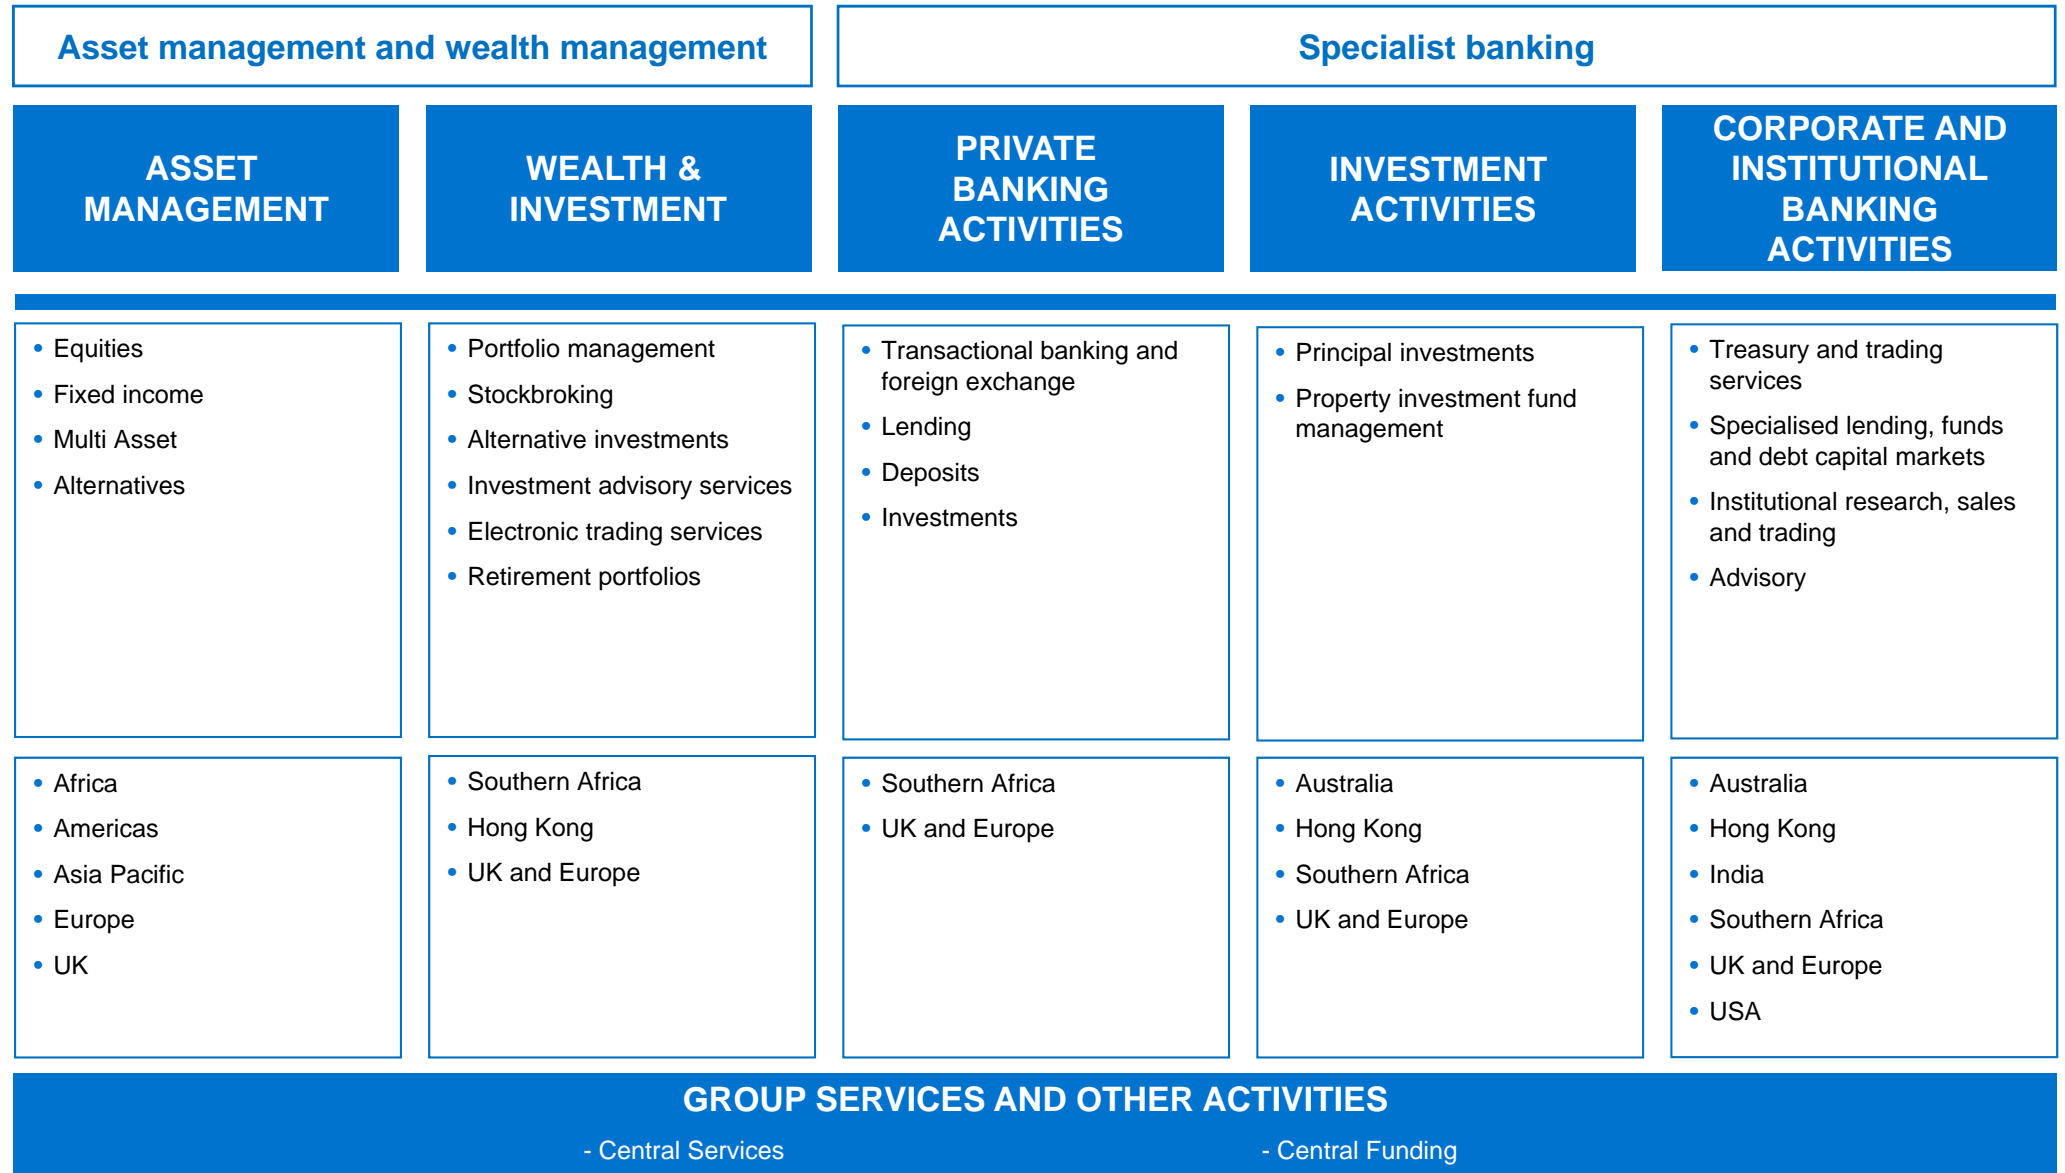 Asset management and wealth management
Specialist banking
ASSET
MANAGEMENT
WEALTH &
INVESTMENT
PRIVATE
BANKING
ACTIVITIES
INVESTMENT
ACTIVITIES
CORPORATE AND
INSTITUTIONAL
BANKING
ACTIVITIES
• Equities
• Fixed income
• Multi Asset
• Alternatives
• Portfolio management
• Stockbroking
• Alternative investments
• Investment advisory services
• Electronic trading services
• Retirement portfolios
• Transactional banking and
foreign exchange
• Lending
• Deposits
• Investments
• Principal investments
• Property investment fund
management
• Treasury and trading
services
• Specialised lending, funds
and debt capital markets
• Institutional research, sales
and trading
• Advisory
• Africa
• Americas
• Asia Pacific
• Europe
• UK
• Southern Africa
• Hong Kong
• UK and Europe
• Southern Africa
• UK and Europe
• Australia
• Hong Kong
• Southern Africa
• UK and Europe
• Australia
• Hong Kong
• India
• Southern Africa
• UK and Europe
• USA
GROUP SERVICES AND OTHER ACTIVITIES
- Central Services
- Central Funding